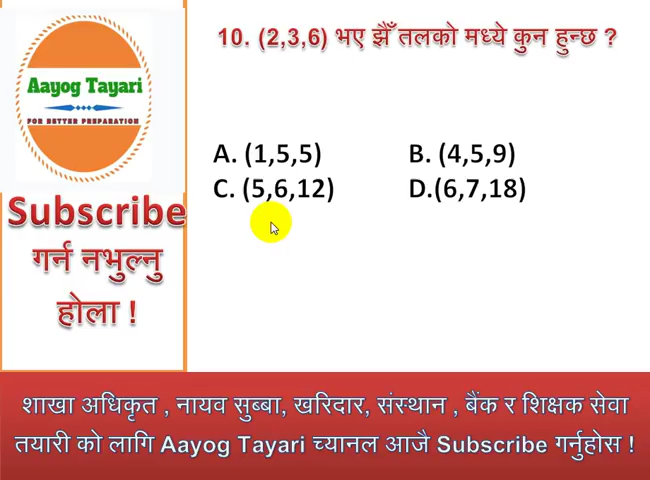 Aayog Tayari
FOR BETTER PREPARATION
Subscribe
गर्न नभुल्नु
होला !
10. (2,3,6) भए झैँ तलको मध्ये कुन हुन्छ ?
A. (1,5,5) B. (4,5,9)
C. (5,6,12) D.(6,7,18)
शाखा अधिकृत , नायव सुब्बा, खरिदार, संस्थान , बैंक र शिक्षक सेवा
तयारी को लागि Aayog Tayari च्यानल आजै Subscribe गर्नुहोस !